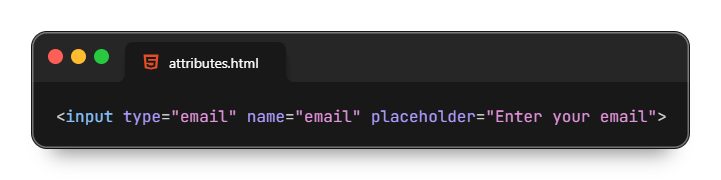 attributes.html
<input type="email" name="email" placeholder="Enter your email">